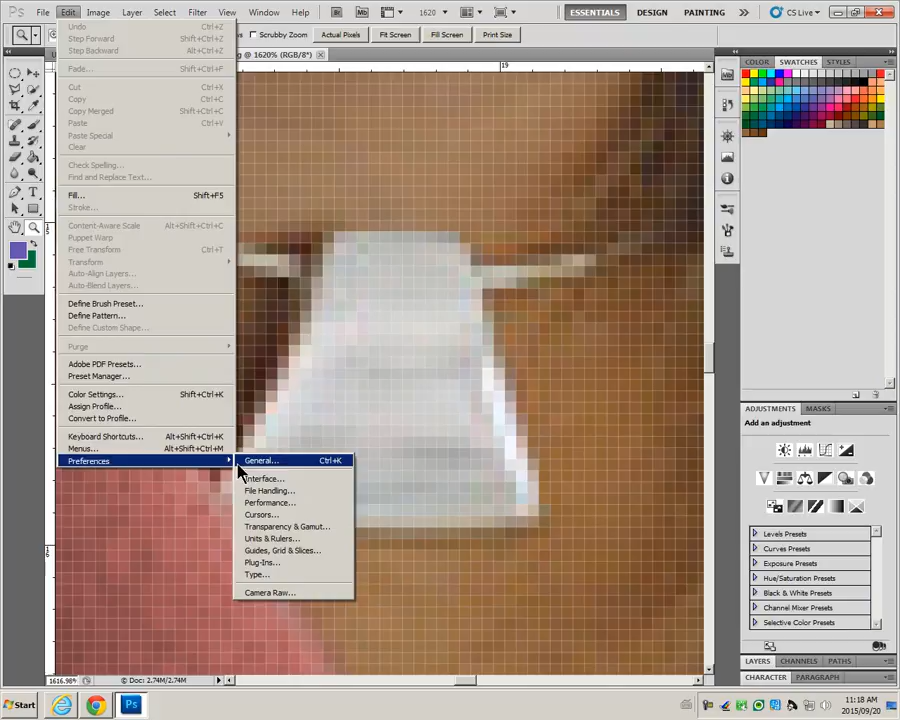 Ps File Edit Image Layer Select Filter View Window Help 1620 ESSENTIALS DESIGN PAINTING CS Live
Scrubby Zoom Actual Pixels Fit Screen Fill Screen Print Size
@ 1620% (RGB/8*)
19
Undo Ctrl+Z
Step Forward Shift+Ctrl+Z
Step Backward Alt+Ctrl+Z
Fade... Shift+Ctrl+F
Cut Ctrl+X
Copy Ctrl+C
Copy Merged Shift+Ctrl+C
Paste Ctrl+V
Paste Special
Clear
Check Spelling...
Find and Replace Text...
Fill... Shift+F5
Stroke...
Content-Aware Scale Alt+Shift+Ctrl+C
Puppet Warp
Free Transform Ctrl+T
Transform
Auto-Align Layers...
Auto-Blend Layers...
Define Brush Preset...
Define Pattern...
Define Custom Shape...
Purge
Adobe PDF Presets...
Preset Manager...
Color Settings... Shift+Ctrl+K
Assign Profile...
Convert to Profile...
Keyboard Shortcuts... Alt+Shift+Ctrl+K
Menus... Alt+Shift+Ctrl+M
Preferences
General... Ctrl+K
Interface...
File Handling...
Performance...
Cursors...
Transparency & Gamut...
Units & Rulers...
Guides, Grid & Slices...
Plug-Ins...
Type...
Camera Raw...
COLOR SWATCHES STYLES
ADJUSTMENTS MASKS
Add an adjustment
Levels Presets
Curves Presets
Exposure Presets
Hue/Saturation Presets
Black & White Presets
Channel Mixer Presets
Selective Color Presets
LAYERS CHANNELS PATHS
CHARACTER PARAGRAPH
1616.98% Doc: 2.74M/2.74M
Start Ps 11:18 AM
2015/09/20